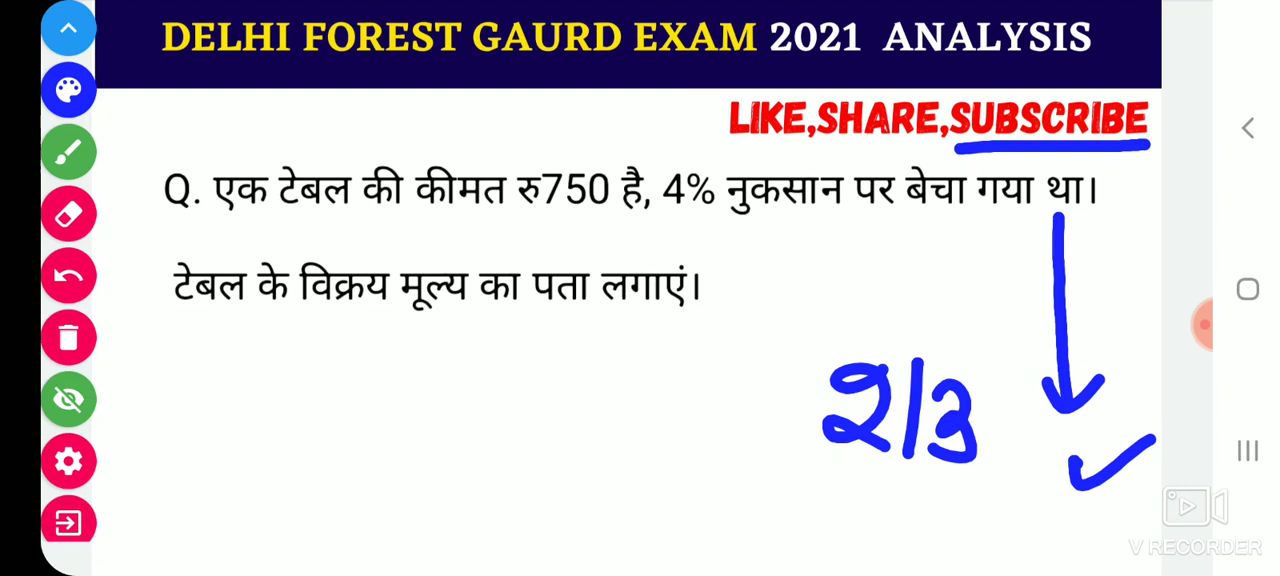 DELHI FOREST GAURD EXAM 2021 ANALYSIS
LIKE,SHARE,SUBSCRIBE
Q. एक टेबल की कीमत रु750 है, 4% नुकसान पर बेचा गया था।
टेबल के विक्रय मूल्य का पता लगाएं।
2/3
V RECORDER